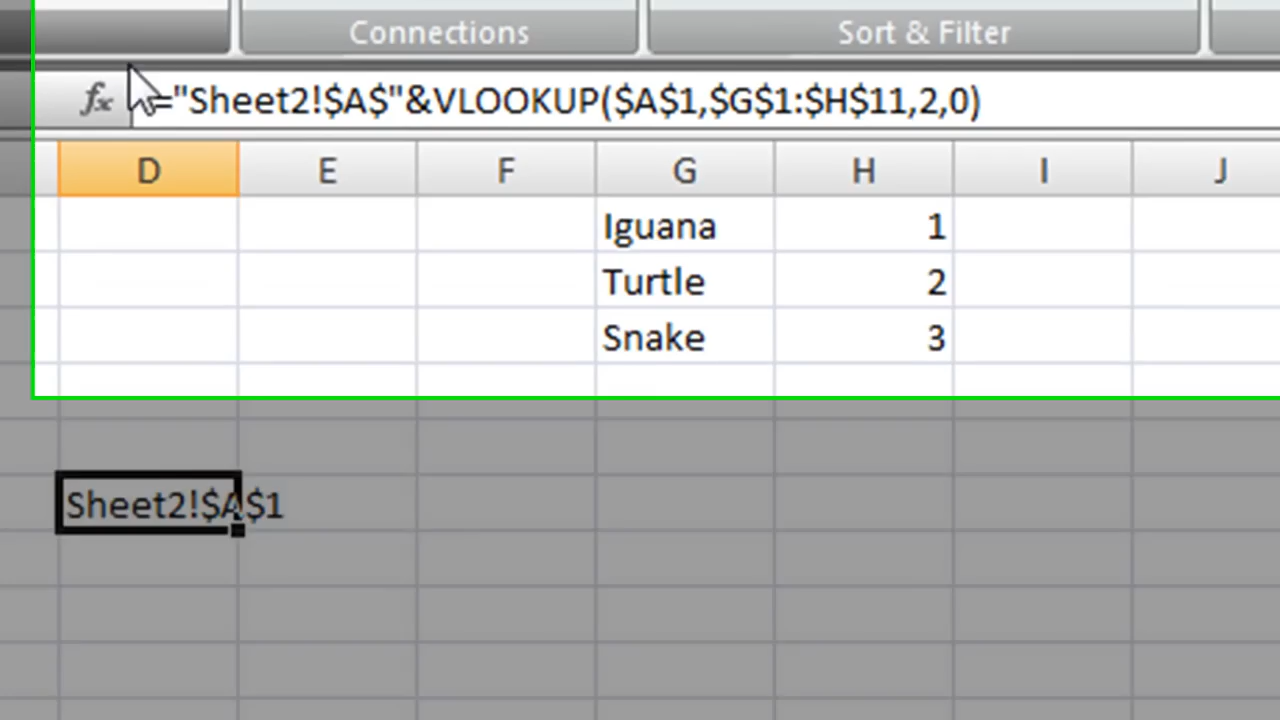 Connections Sort & Filter
fx ="Sheet2!$A$"&VLOOKUP($A$1,$G$1:$H$11,2,0)
D E F G H I J
Iguana 1
Turtle 2
Snake 3
Sheet2!$A$1